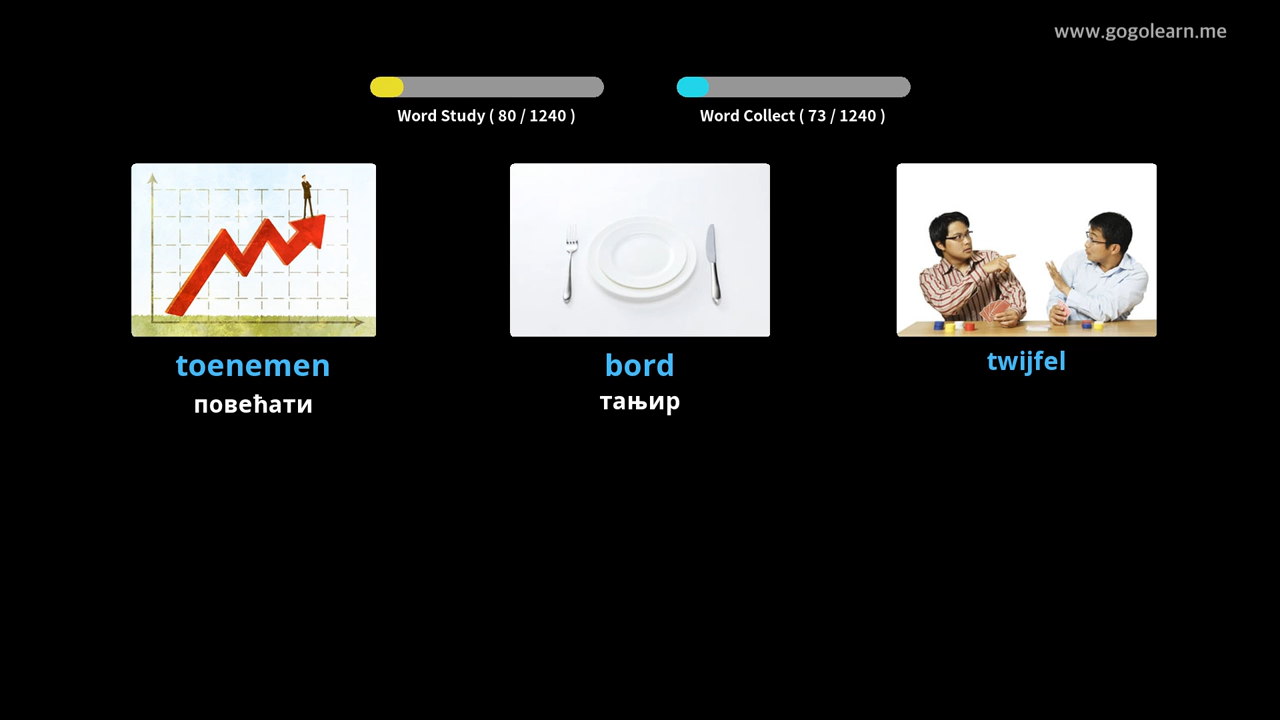 www.gogolearn.me
Word Study ( 80 / 1240 )
Word Collect ( 73 / 1240 )
toenemen
повећати
bord
тањир
twijfel